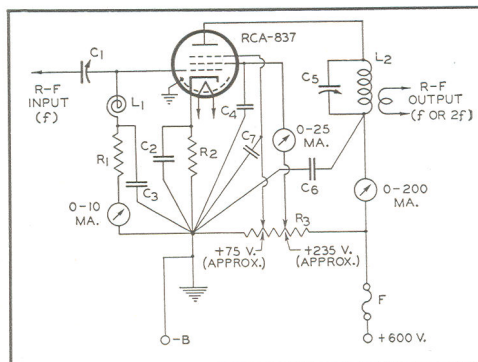 RCA-837
C1
L2
C5
R-F
INPUT
(f)
R-F
OUTPUT
(f OR 2f)
L1
C4
C7
0-25
MA.
R1
C2
R2
C3
C6
0-10
MA.
0-200
MA.
R3
+75 V.
(APPROX.)
+235 V.
(APPROX.)
F
-B
+600 V.